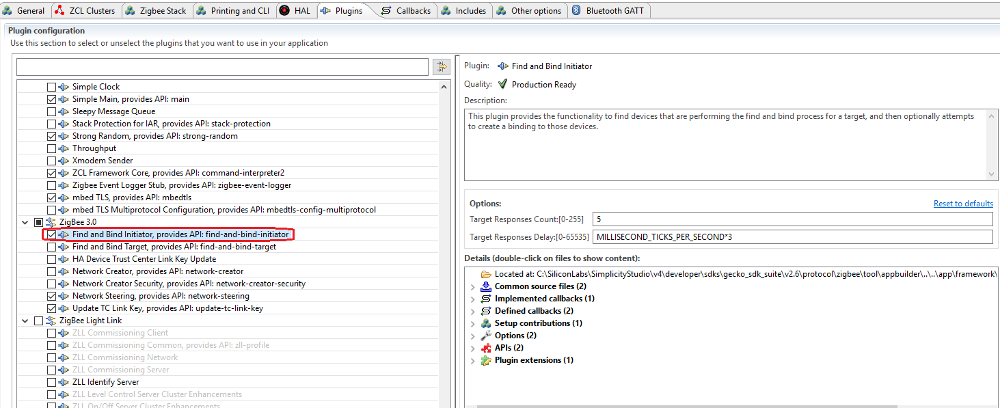 General ZCL Clusters Zigbee Stack Printing and CLI HAL Plugins Callbacks Includes Other options Bluetooth GATT
Plugin configuration
Use this section to select or unselect the plugins that you want to use in your application
Simple Clock
Simple Main, provides API: main
Sleepy Message Queue
Stack Protection for IAR, provides API: stack-protection
Strong Random, provides API: strong-random
Throughput
Xmodem Sender
ZCL Framework Core, provides API: command-interpreter2
Zigbee Event Logger Stub, provides API: zigbee-event-logger
mbed TLS, provides API: mbedtls
mbed TLS Multiprotocol Configuration, provides API: mbedtls-config-multiprotocol
ZigBee 3.0
Find and Bind Initiator, provides API: find-and-bind-initiator
Find and Bind Target, provides API: find-and-bind-target
HA Device Trust Center Link Key Update
Network Creator, provides API: network-creator
Network Creator Security, provides API: network-creator-security
Network Steering, provides API: network-steering
Update TC Link Key, provides API: update-tc-link-key
ZigBee Light Link
ZLL Commissioning Client
ZLL Commissioning Common, provides API: zll-profile
ZLL Commissioning Network
ZLL Commissioning Server
ZLL Identify Server
ZLL Level Control Server Cluster Enhancements
ZLL On/Off Server Cluster Enhancements
Plugin: Find and Bind Initiator
Quality: Production Ready
Description:
This plugin provides the functionality to find devices that are performing the find and bind process for a target, and then optionally attempts
to create a binding to those devices.
Options: Reset to defaults
Target Responses Count:[0-255] 5
Target Responses Delay:[0-65535] MILLISECOND_TICKS_PER_SECOND*3
Details (double-click on files to show content):
Located at: C:\SiliconLabs\SimplicityStudio\v4\developer\sdks\gecko_sdk_suite\v2.6\protocol\zigbee\tool\appbuilder\..\..\app\framework\
Common source files (2)
Implemented callbacks (1)
Defined callbacks (2)
Setup contributions (1)
Options (2)
APIs (2)
Plugin extensions (1)